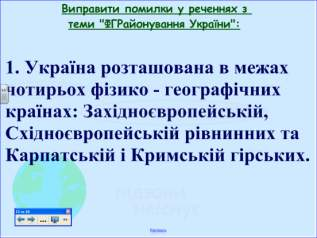 Виправити помилки у реченнях з
теми "ФГРайонування України":
1. Україна розташована в межах
чотирьох фізико - географічних
країнах: Західноєвропейській,
Східноєвропейській рівнинних та
Карпатській і Кримській гірських.